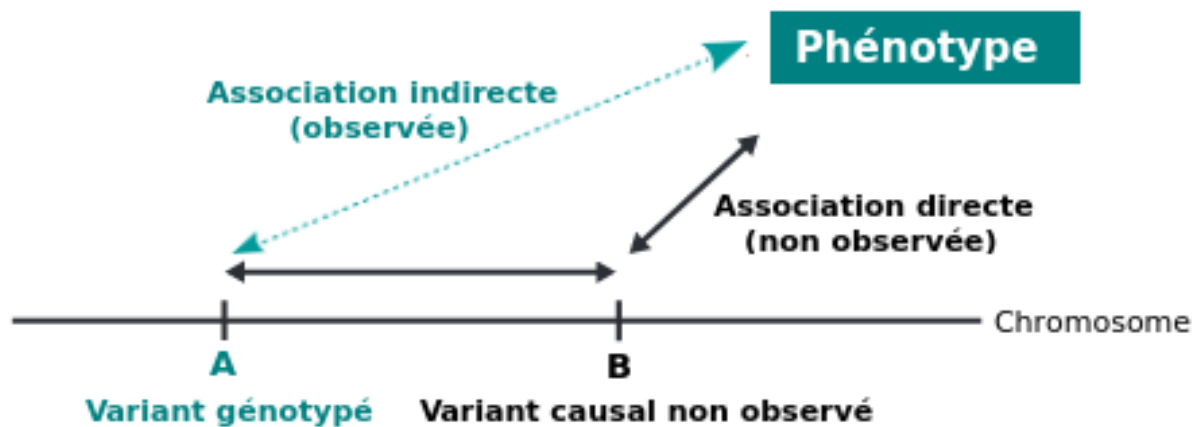 Phénotype
Association indirecte
(observée)
Association directe
(non observée)
Chromosome
A
B
Variant génotypé
Variant causal non observé